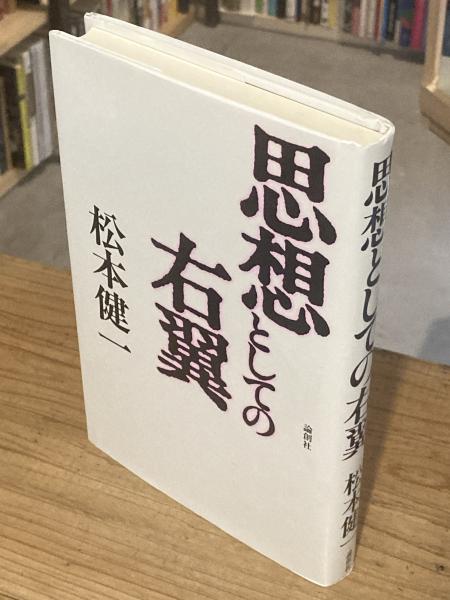 思想としての
右翼
松本健一
論創社
思想としての右翼 松本健一